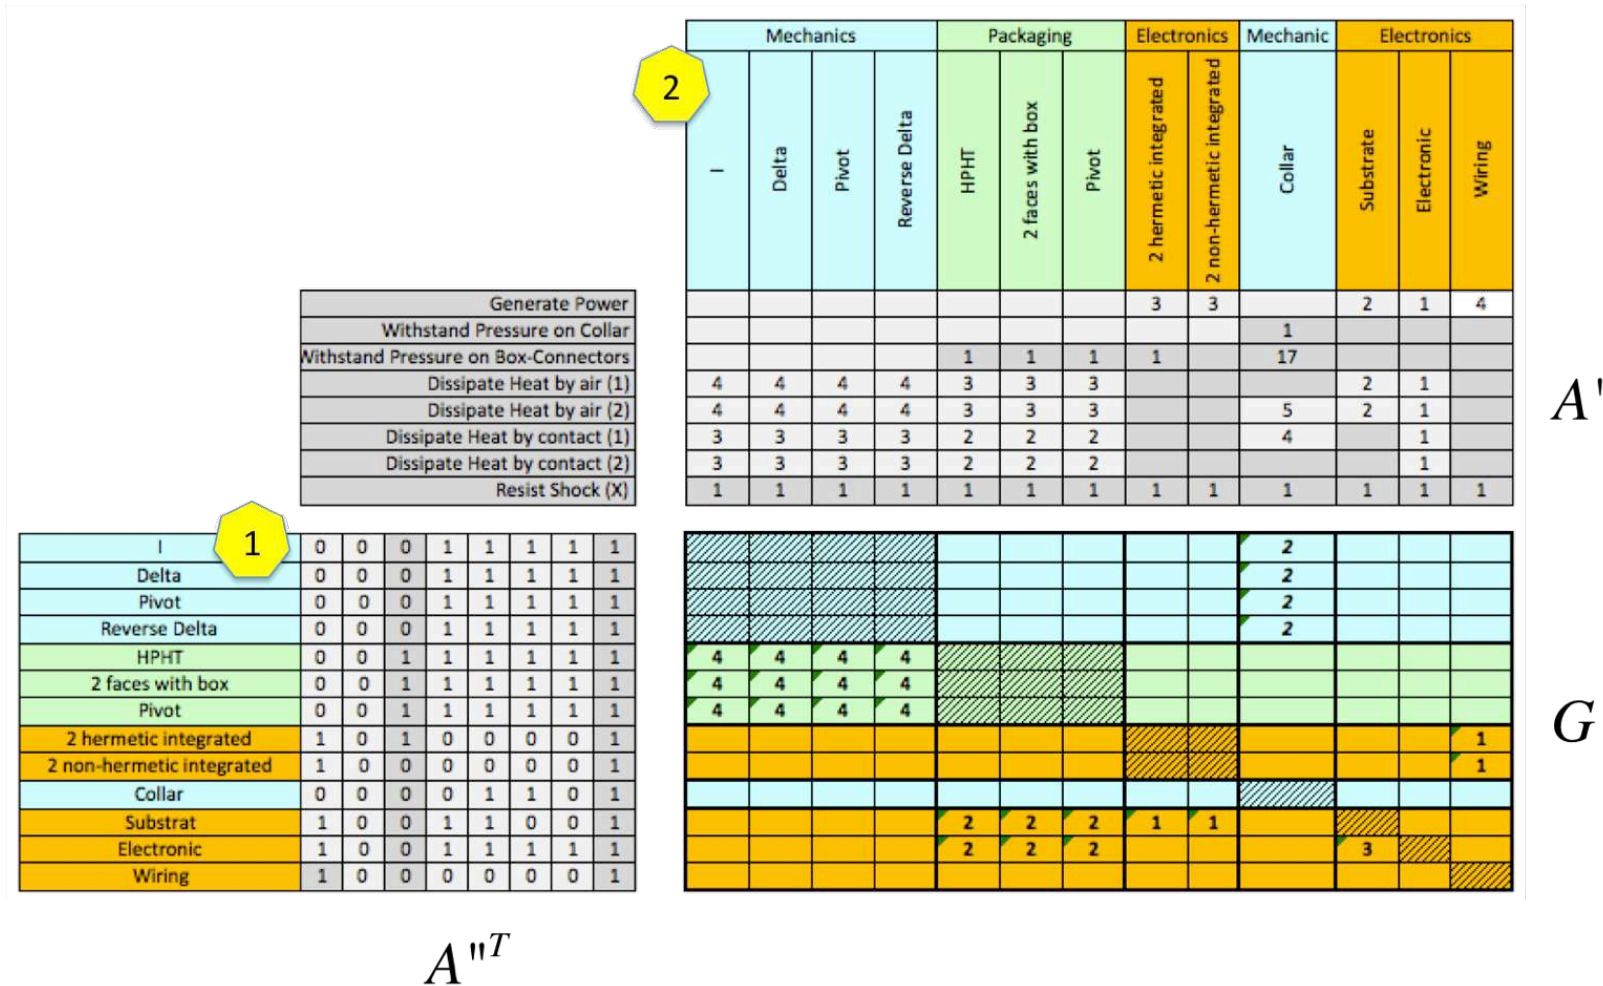 Mechanics Packaging Electronics Mechanic Electronics
2
I Delta Pivot Reverse Delta HPHT 2 faces with box Pivot 2 hermetic integrated 2 non-hermetic integrated Collar Substrate Electronic Wiring
Generate Power 3 3 2 1 4
Withstand Pressure on Collar 1
Withstand Pressure on Box-Connectors 1 1 1 1 17
Dissipate Heat by air (1) 4 4 4 4 3 3 3 2 1
Dissipate Heat by air (2) 4 4 4 4 3 3 3 5 2 1
Dissipate Heat by contact (1) 3 3 3 3 2 2 2 4 1
Dissipate Heat by contact (2) 3 3 3 3 2 2 2 1
Resist Shock (X) 1 1 1 1 1 1 1 1 1 1 1 1 1
A'
1
I 0 0 0 1 1 1 1 1 2
Delta 0 0 0 1 1 1 1 1 2
Pivot 0 0 0 1 1 1 1 1 2
Reverse Delta 0 0 0 1 1 1 1 1 2
HPHT 0 0 1 1 1 1 1 1 4 4 4 4
2 faces with box 0 0 1 1 1 1 1 1 4 4 4 4
Pivot 0 0 1 1 1 1 1 1 4 4 4 4
2 hermetic integrated 1 0 1 0 0 0 0 1 1
2 non-hermetic integrated 1 0 0 0 0 0 0 1 1
Collar 0 0 0 0 1 1 0 1
Substrat 1 0 0 1 1 0 0 1 2 2 2 1 1
Electronic 1 0 0 1 1 1 1 1 2 2 2 3
Wiring 1 0 0 0 0 0 0 1
G
A''T